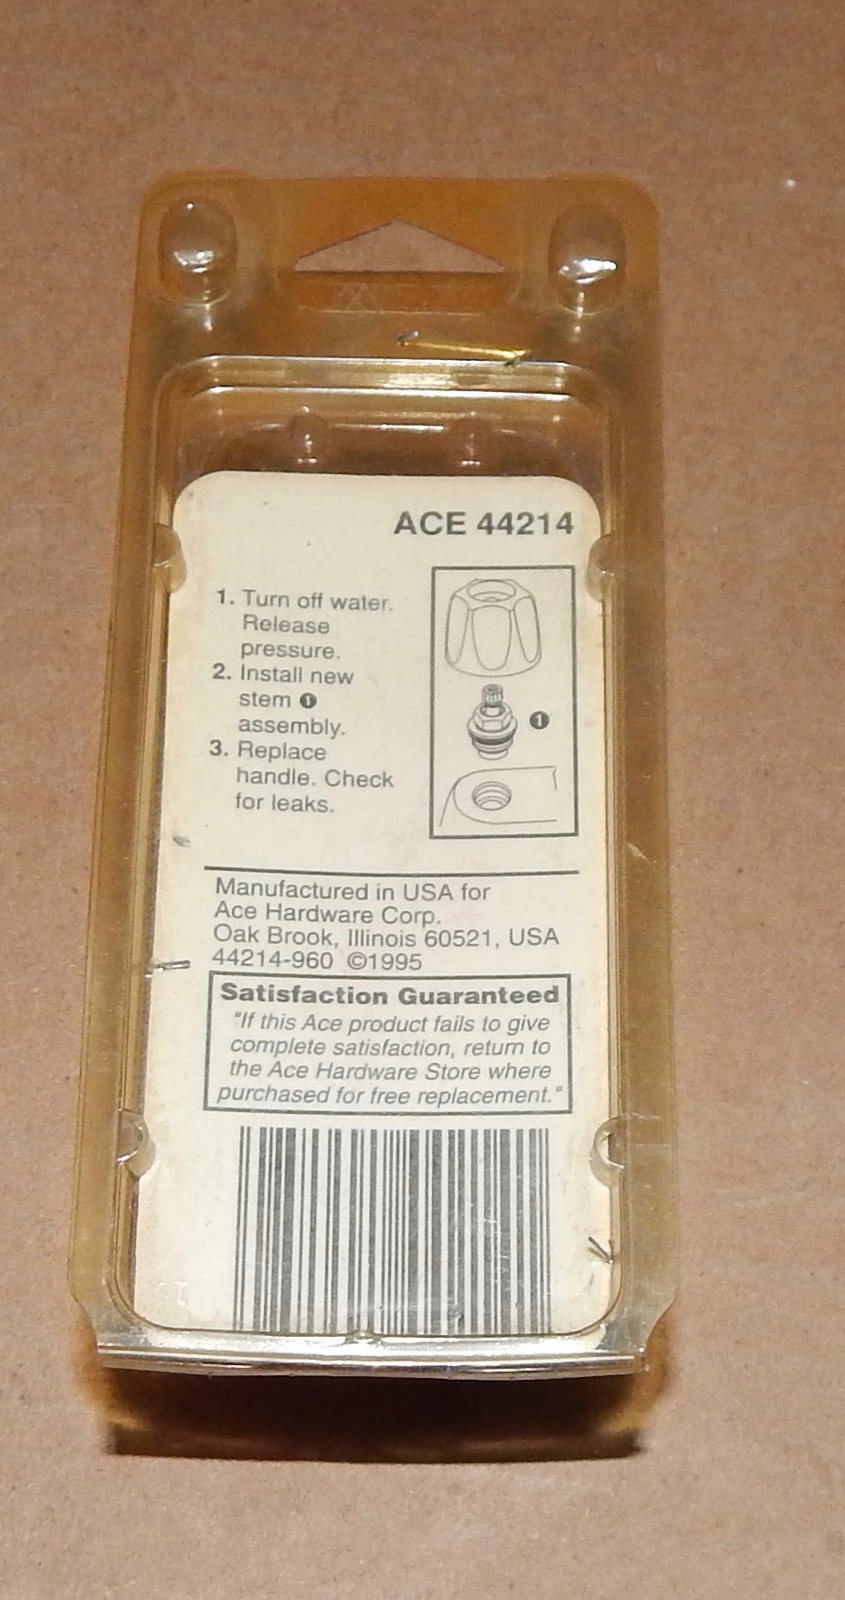 ACE 44214
1. Turn off water.
Release
pressure.
2. Install new
stem ❶
assembly.
3. Replace
handle. Check
for leaks.
❶
Manufactured in USA for
Ace Hardware Corp.
Oak Brook, Illinois 60521, USA
44214-960 ©1995
Satisfaction Guaranteed
"If this Ace product fails to give
complete satisfaction, return to
the Ace Hardware Store where
purchased for free replacement."